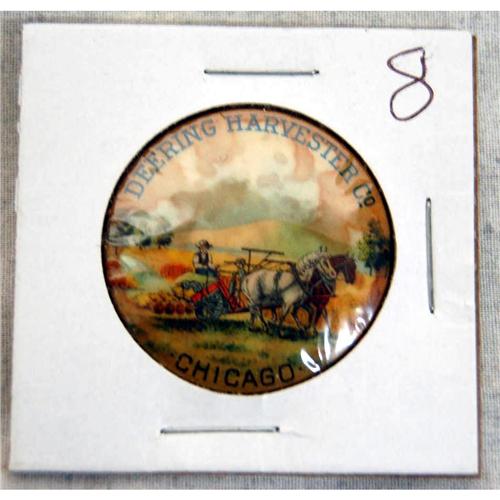 8
DEERING HARVESTER CO
· CHICAGO ·